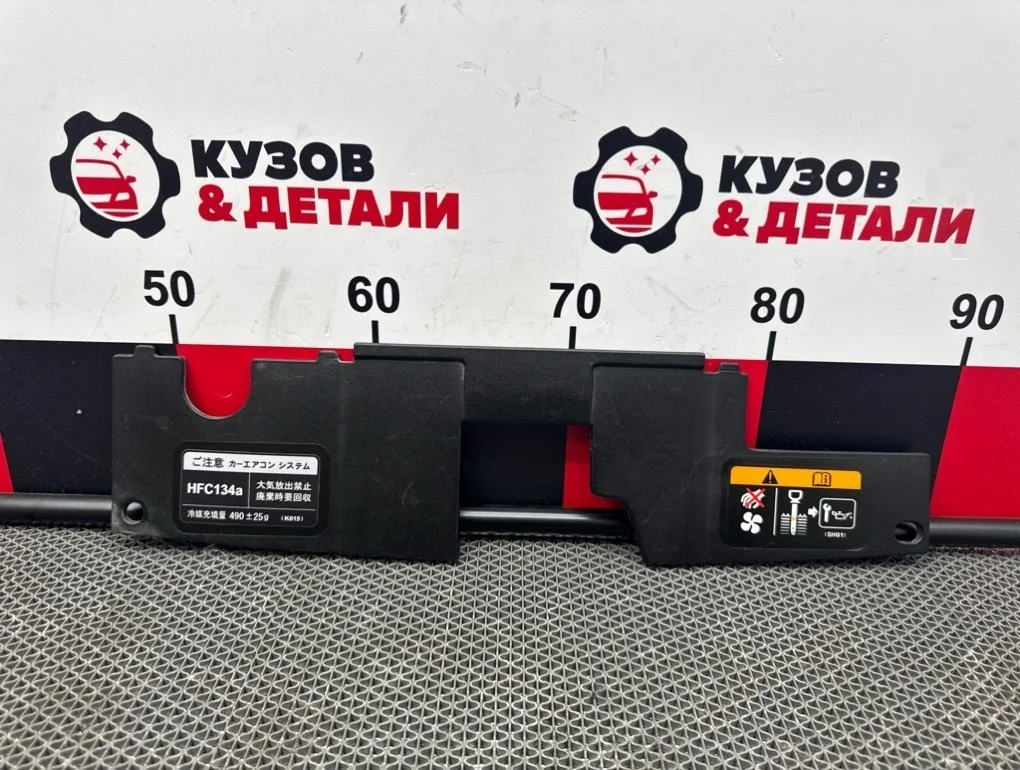 КУЗОВ
& ДЕТАЛИ
КУЗОВ
& ДЕТАЛИ
50
60
70
80
90
ご注意 カーエアコン システム
HFC134a
大気放出禁止
廃棄時要回収
冷媒充填量 490±25g (K015)
(SH01)